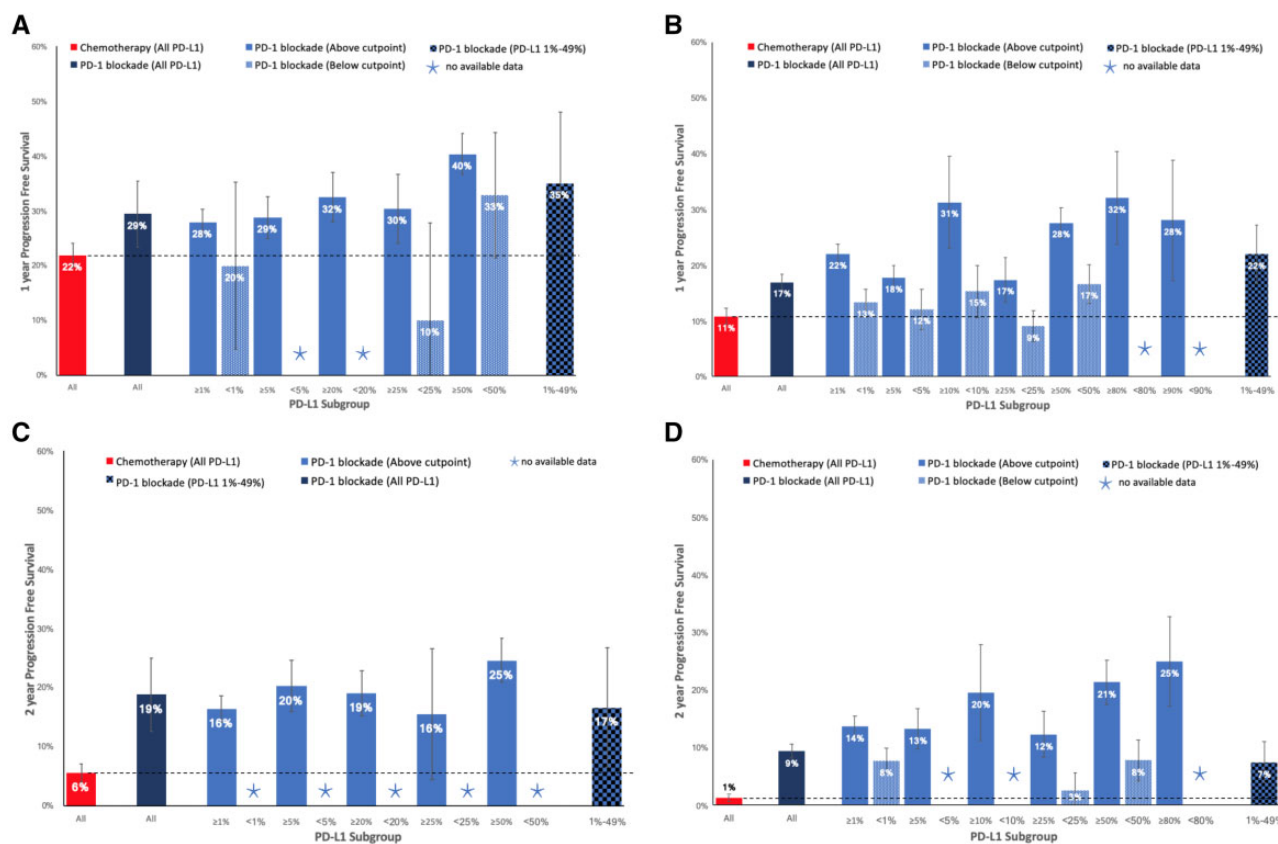 A
60%
50%
40%
30%
20%
10%
0%
1 year Progression Free Survival
Chemotherapy (All PD-L1)
PD-1 blockade (Above cutpoint)
PD-1 blockade (PD-L1 1%-49%)
PD-1 blockade (All PD-L1)
PD-1 blockade (Below cutpoint)
no available data
22%
29%
28%
20%
29%
32%
30%
10%
40%
33%
35%
All
All
≥1%
<1%
≥5%
<5%
≥20%
<20%
≥25%
<25%
≥50%
<50%
1%-49%
PD-L1 Subgroup
B
60%
50%
40%
30%
20%
10%
0%
1 year Progression Free Survival
Chemotherapy (All PD-L1)
PD-1 blockade (Above cutpoint)
PD-1 blockade (PD-L1 1%-49%)
PD-1 blockade (All PD-L1)
PD-1 blockade (Below cutpoint)
no available data
11%
17%
22%
13%
18%
12%
31%
15%
17%
9%
28%
17%
32%
28%
22%
All
All
≥1%
<1%
≥5%
<5%
≥10%
<10%
≥25%
<25%
≥50%
<50%
≥80%
<80%
≥90%
<90%
1%-49%
PD-L1 Subgroup
C
60%
50%
40%
30%
20%
10%
0%
2 year Progression Free Survival
Chemotherapy (All PD-L1)
PD-1 blockade (Above cutpoint)
no available data
PD-1 blockade (PD-L1 1%-49%)
PD-1 blockade (All PD-L1)
6%
19%
16%
20%
19%
16%
25%
17%
All
All
≥1%
<1%
≥5%
<5%
≥20%
<20%
≥25%
<25%
≥50%
<50%
1%-49%
PD-L1 Subgroup
D
60%
50%
40%
30%
20%
10%
0%
2 year Progression Free Survival
Chemotherapy (All PD-L1)
PD-1 blockade (Above cutpoint)
PD-1 blockade (PD-L1 1%-49%)
PD-1 blockade (All PD-L1)
PD-1 blockade (Below cutpoint)
no available data
1%
9%
14%
8%
13%
20%
12%
21%
8%
25%
7%
All
All
≥1%
<1%
≥5%
<5%
≥10%
<10%
≥25%
<25%
≥50%
<50%
≥80%
<80%
1%-49%
PD-L1 Subgroup